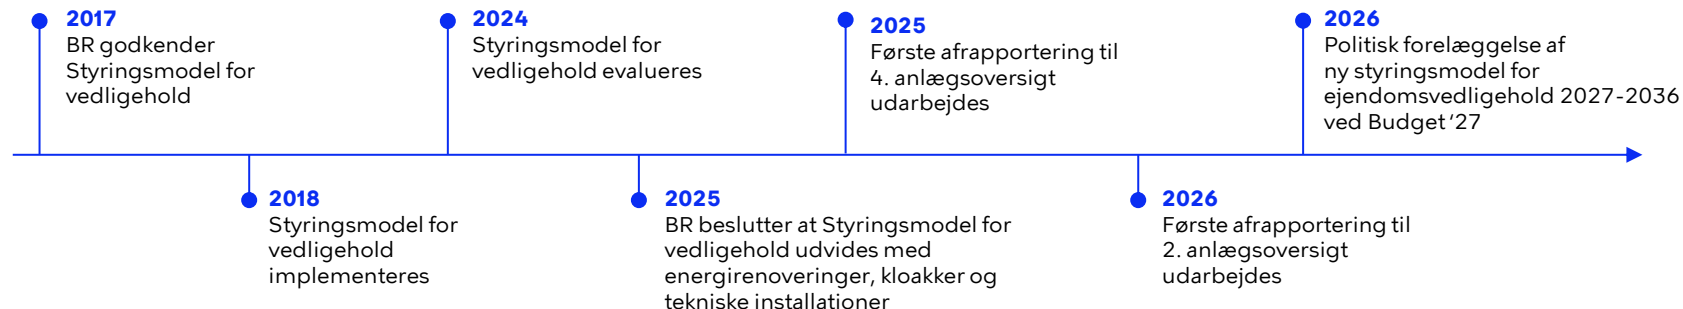 2017
BR godkender
Styringsmodel for
vedligehold
2018
Styringsmodel for
vedligehold
implementeres
2024
Styringsmodel for
vedligehold evalueres
2025
BR beslutter at Styringsmodel for
vedligehold udvides med
energirenoveringer, kloakker og
tekniske installationer
2025
Første afrapportering til
4. anlægsoversigt
udarbejdes
2026
Første afrapportering til
2. anlægsoversigt
udarbejdes
2026
Politisk forelæggelse af
ny styringsmodel for
ejendomsvedligehold 2027-2036
ved Budget ‘27